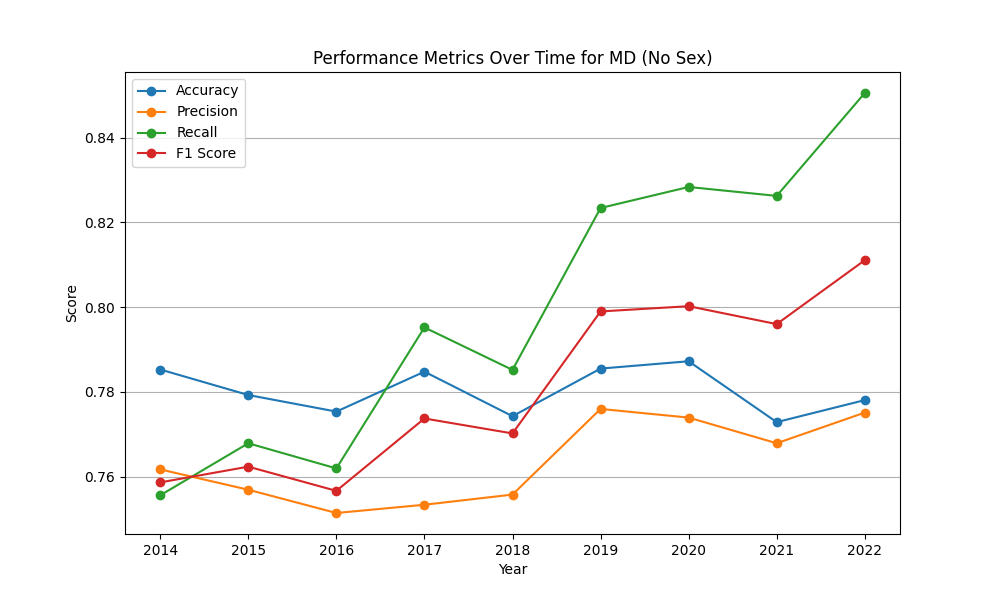 Performance Metrics Over Time for MD (No Sex)
Accuracy
Precision
Recall
F1 Score
0.84
0.82
0.80
0.78
0.76
Score
2014 2015 2016 2017 2018 2019 2020 2021 2022
Year